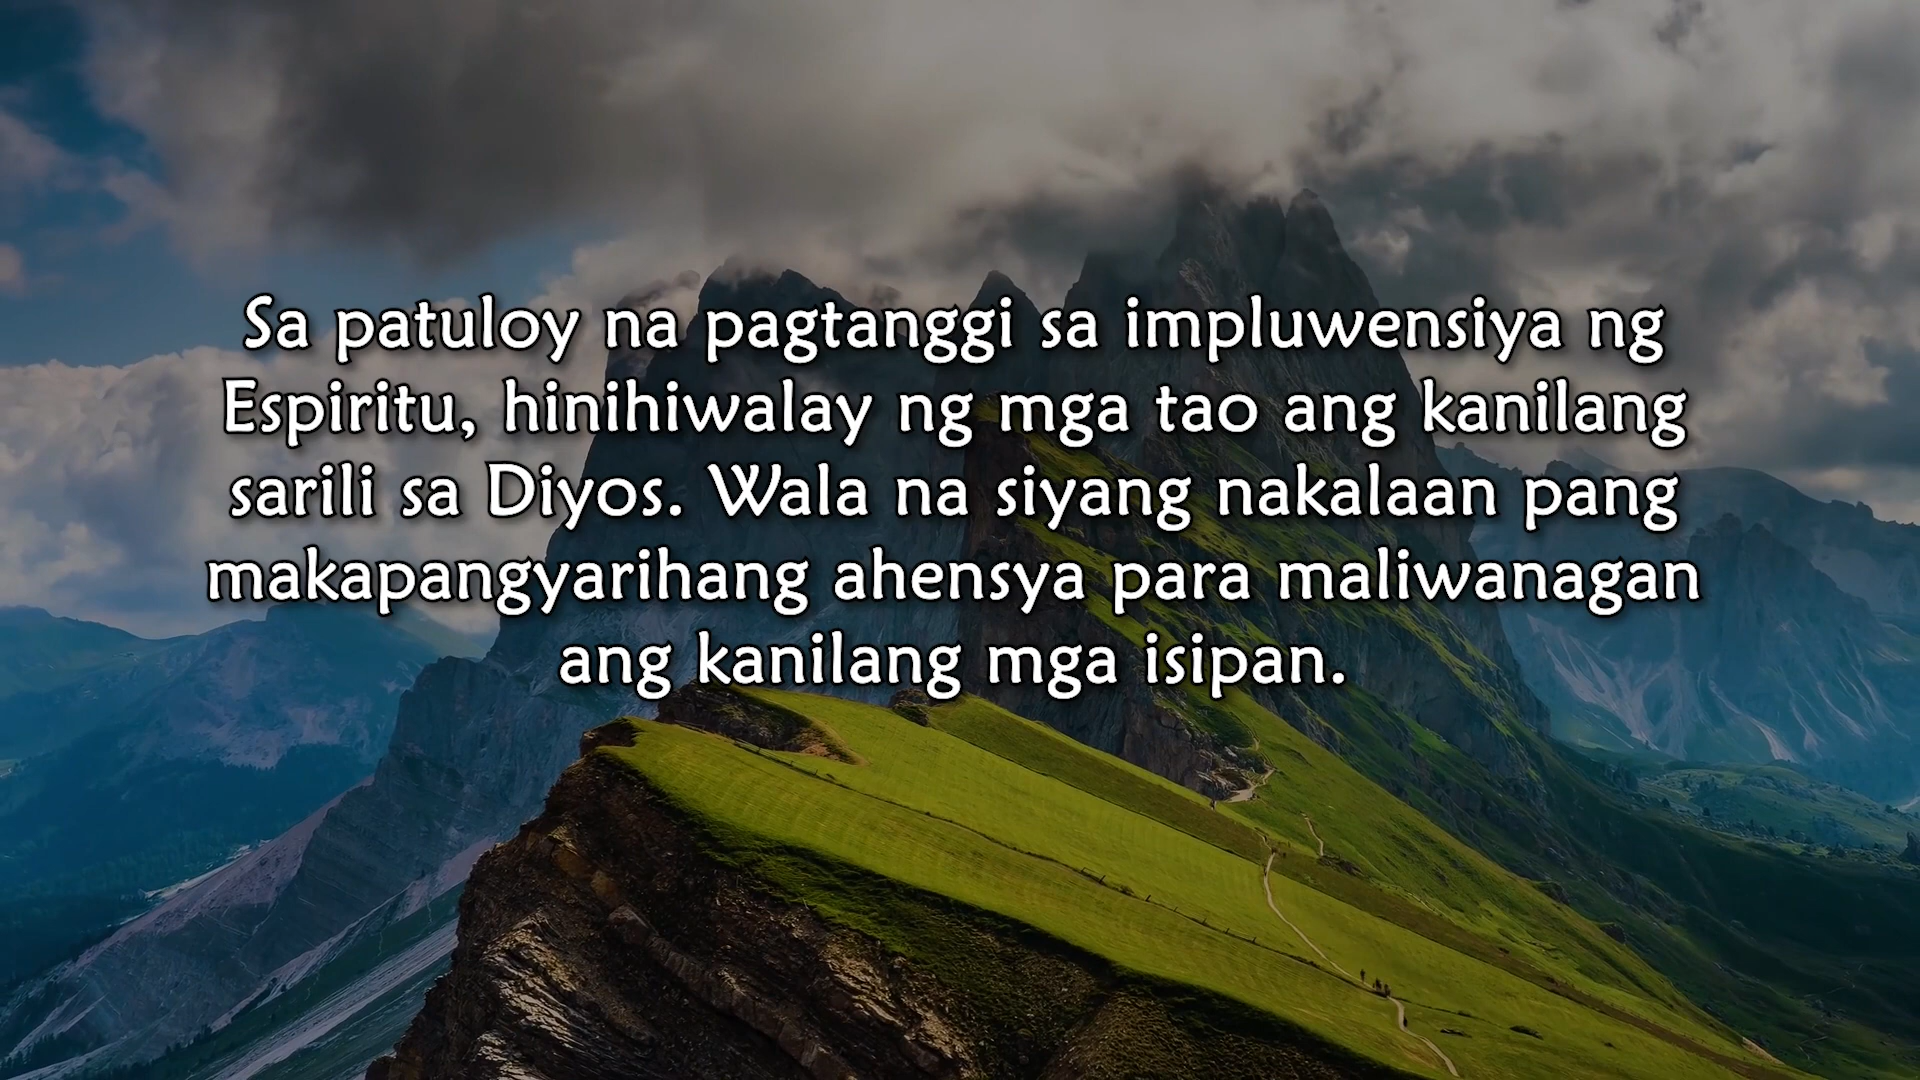 Sa patuloy na pagtanggi sa impluwensiya ng
Espiritu, hinihiwalay ng mga tao ang kanilang
sarili sa Diyos. Wala na siyang nakalaan pang
makapangyarihang ahensya para maliwanagan
ang kanilang mga isipan.